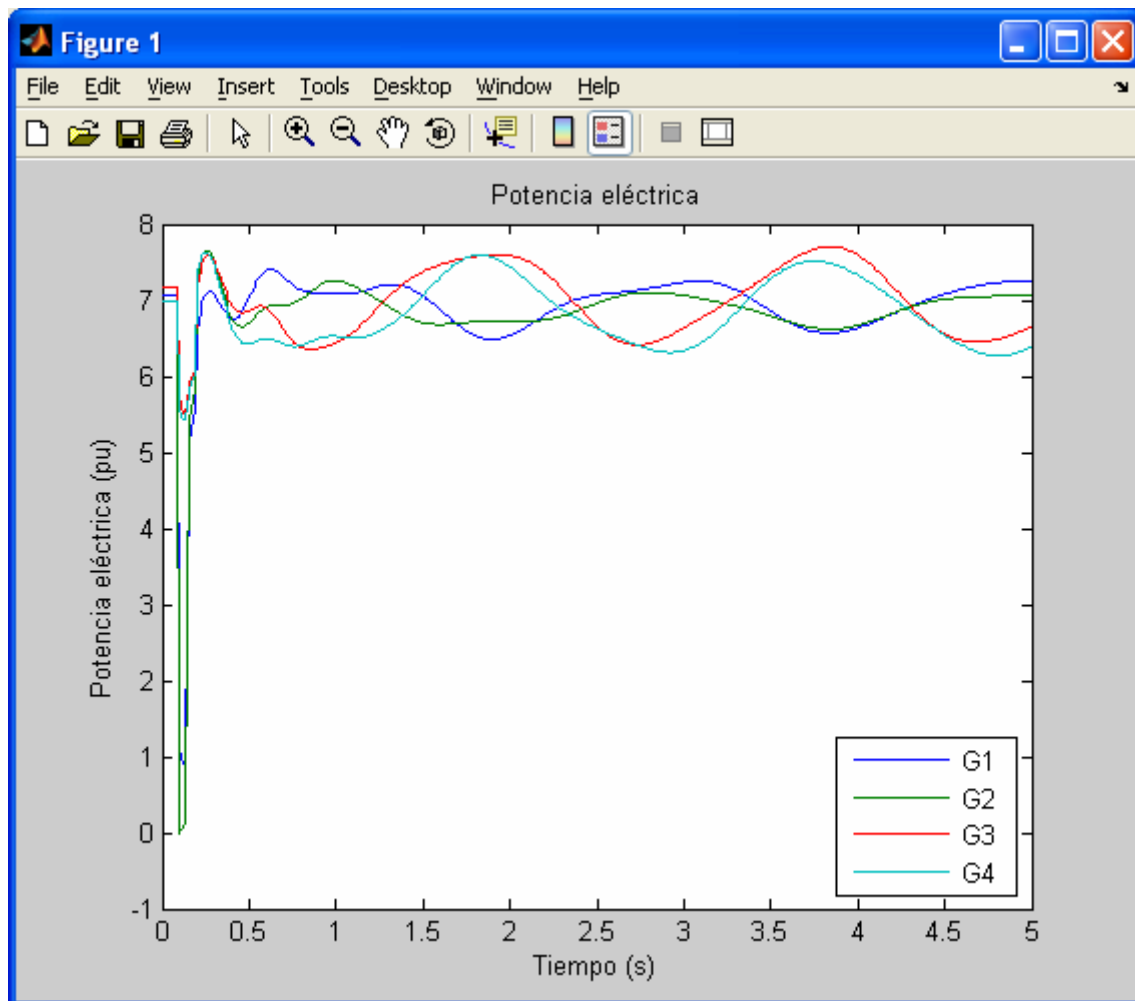 Figure 1
File Edit View Insert Tools Desktop Window Help
Potencia eléctrica
8
7
6
5
4
3
2
1
0
-1
Potencia eléctrica (pu)
G1
G2
G3
G4
0 0.5 1 1.5 2 2.5 3 3.5 4 4.5 5
Tiempo (s)